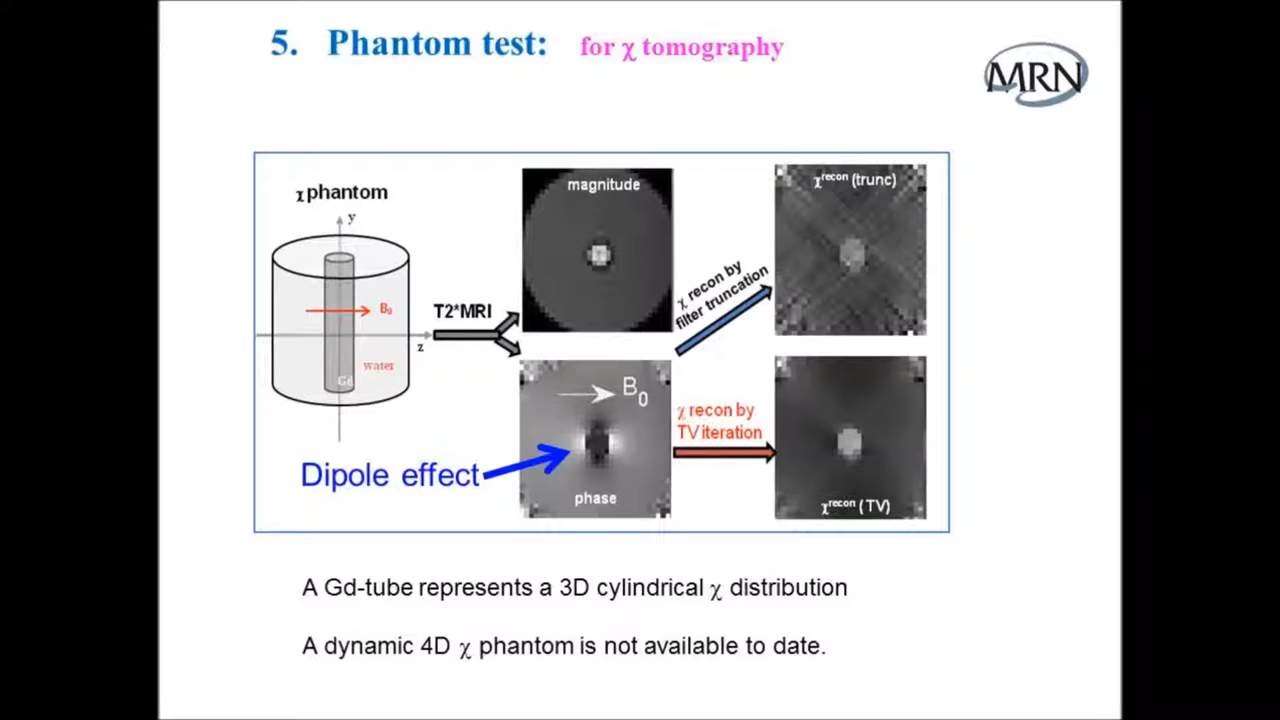 5. Phantom test: for χ tomography
MRN
χ phantom
y
B0
z
water
Gd
T2*MRI
magnitude
B0
phase
Dipole effect
χ recon by
filter truncation
χ recon by
TV iteration
χrecon (trunc)
χrecon (TV)
A Gd-tube represents a 3D cylindrical χ distribution
A dynamic 4D χ phantom is not available to date.